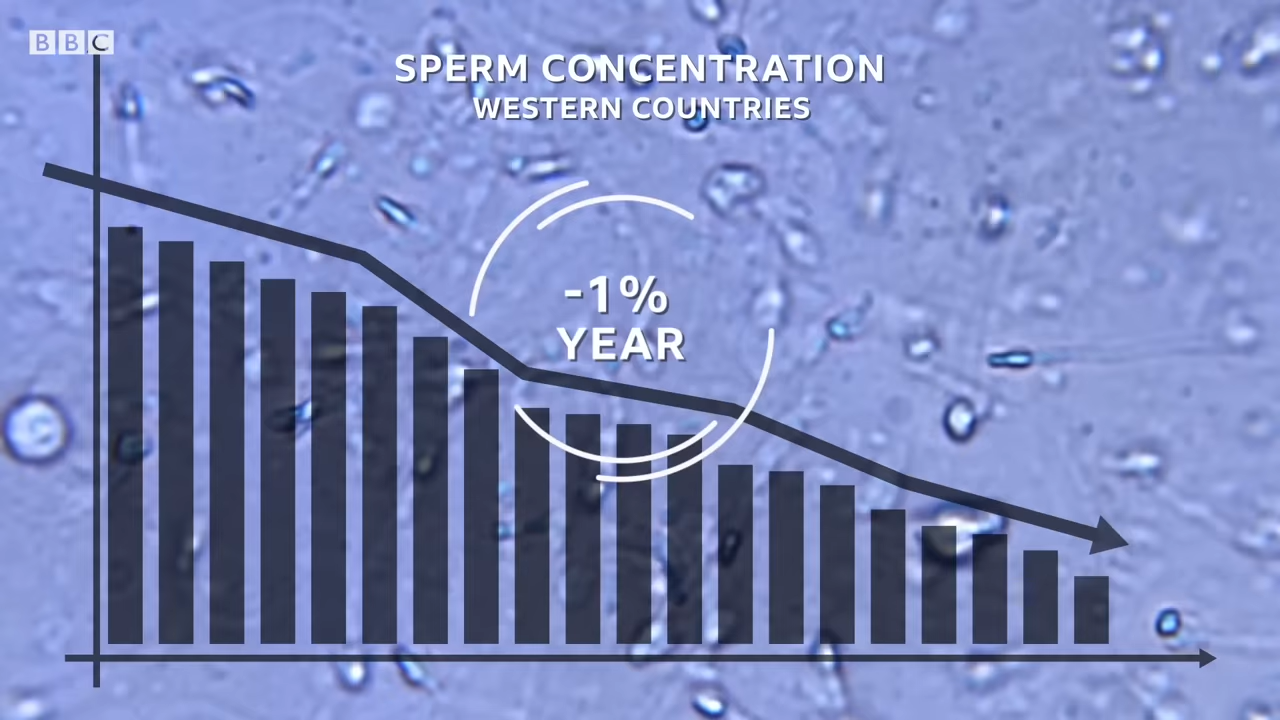 BBC
SPERM CONCENTRATION
WESTERN COUNTRIES
-1%
YEAR